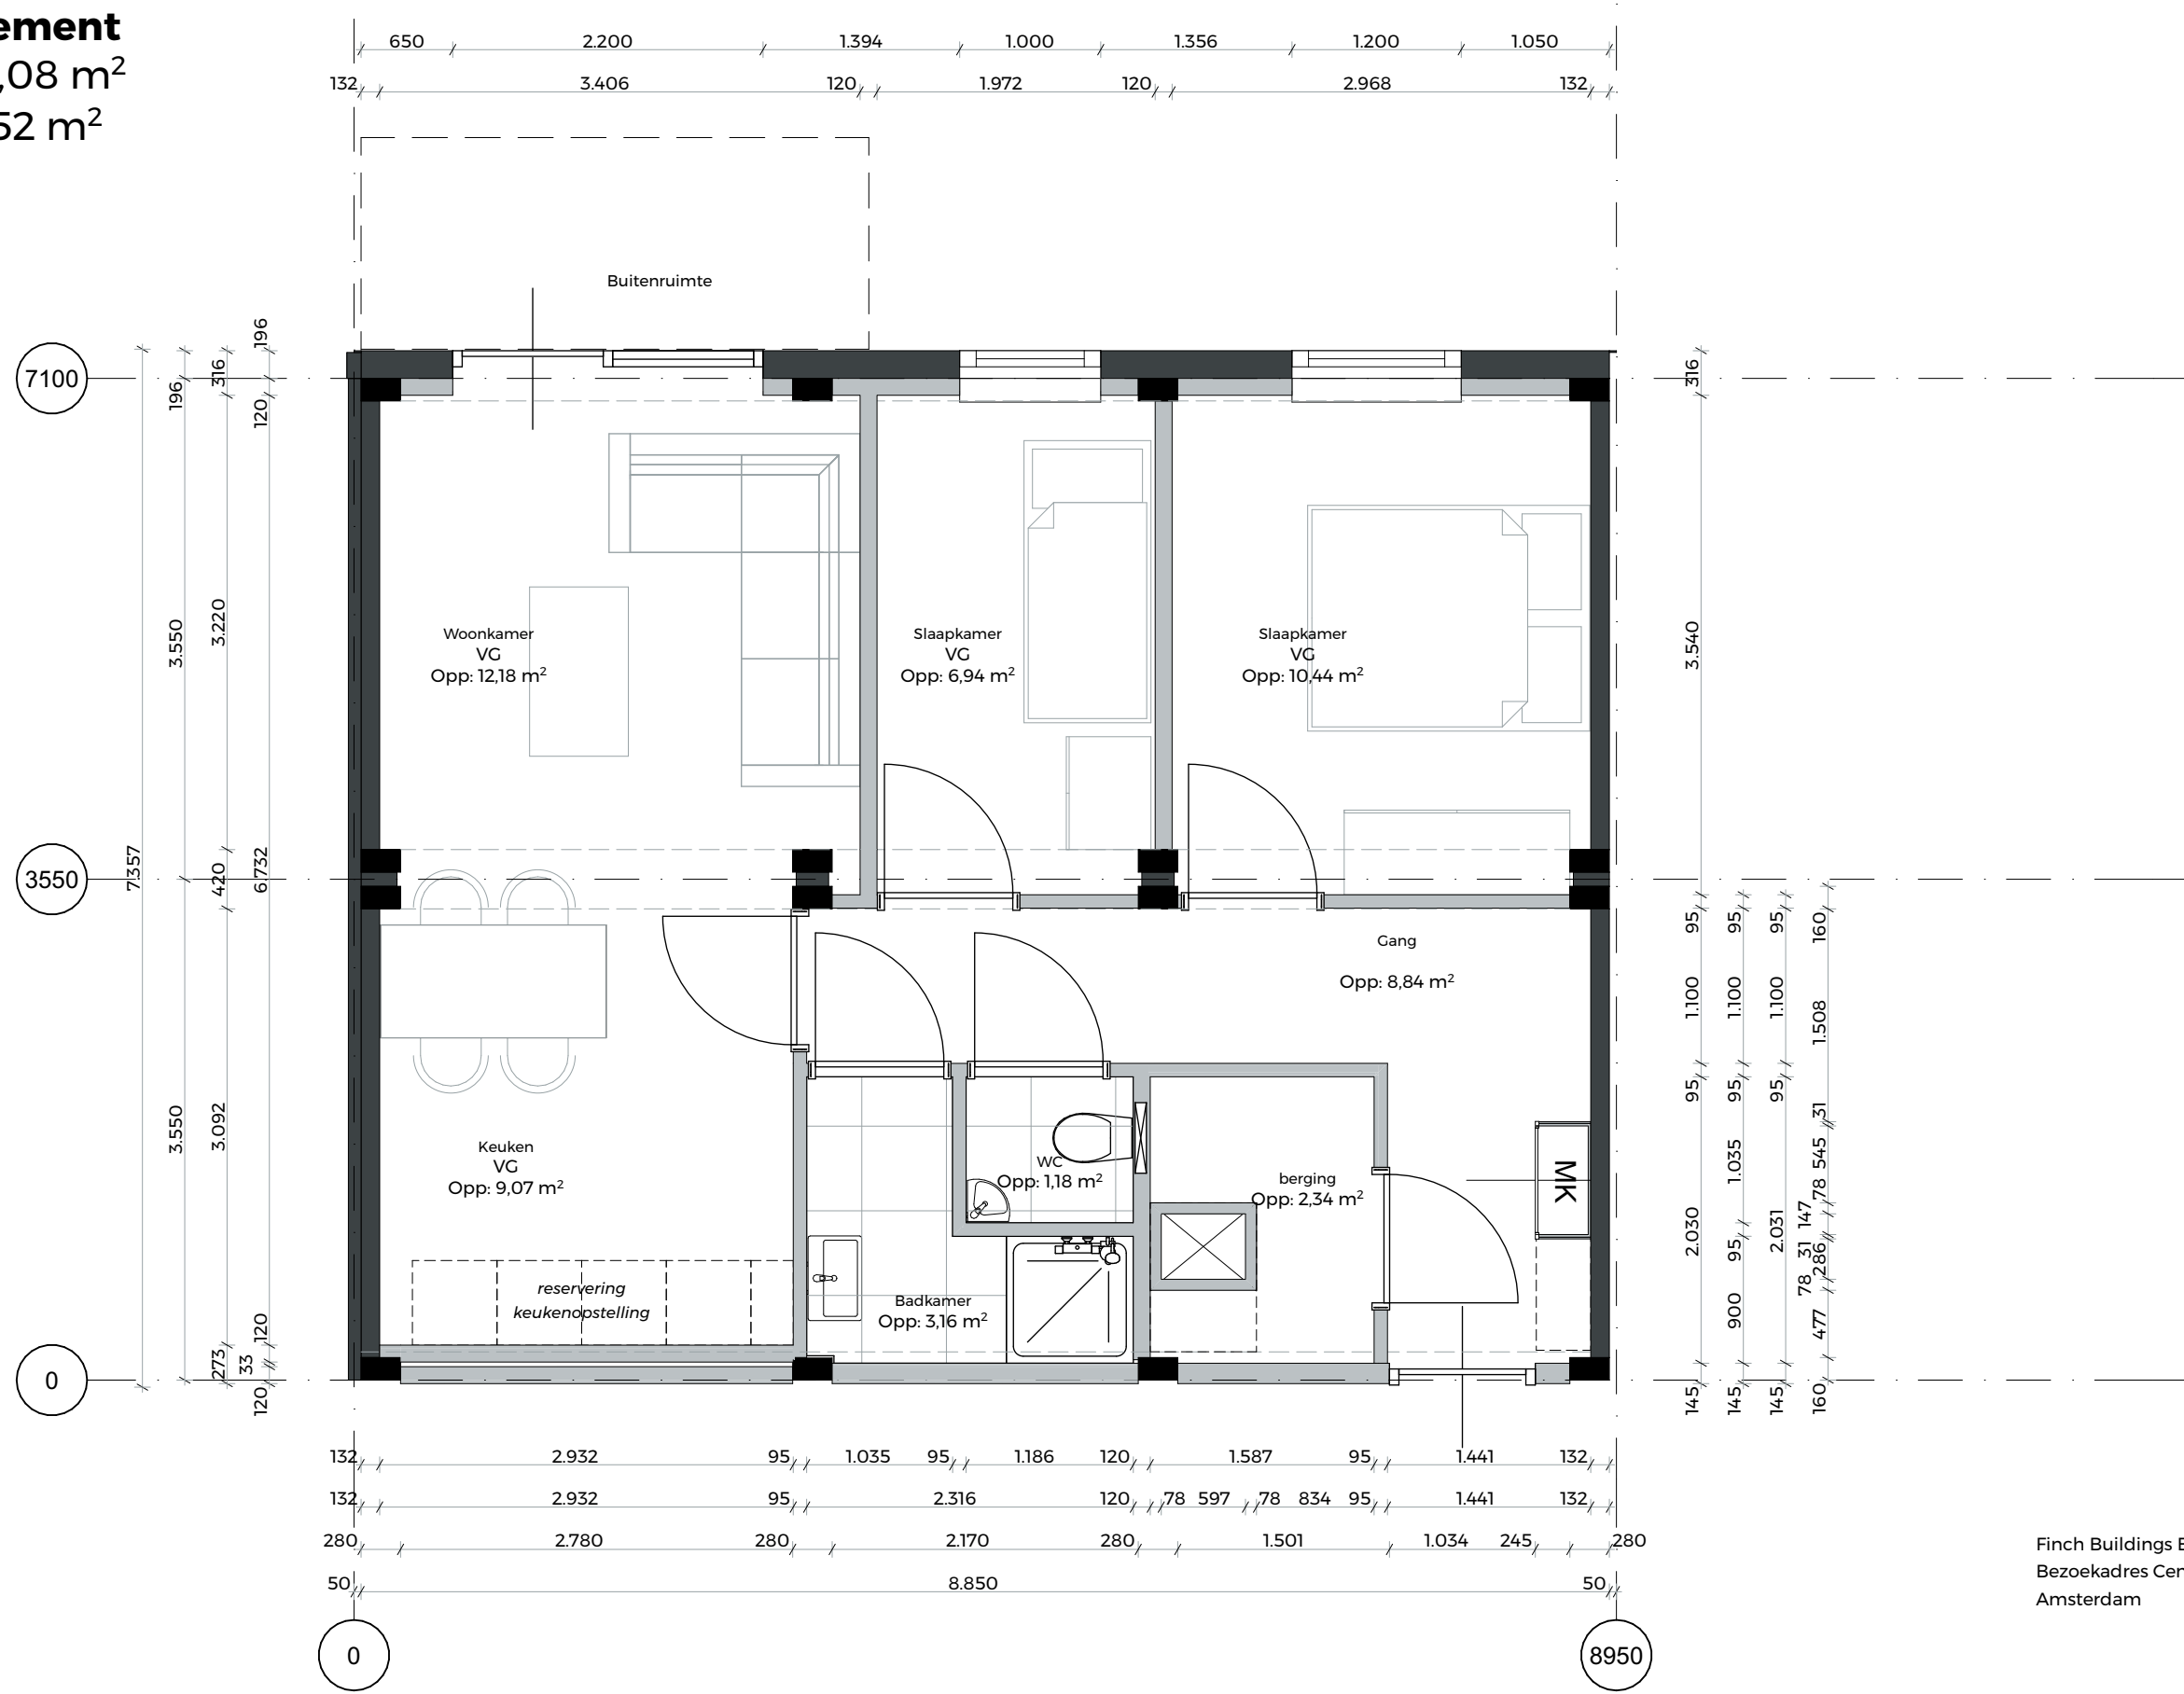 ement
,08 m²
52 m²
650 2.200 1.394 1.000 1.356 1.200 1.050
132 3.406 120 1.972 120 2.968 132
Buitenruimte
7100
3550
0
7.357
196 3.550 3.550
316 3.220 420 3.092 273
196 120 6.732 120 33 120
Woonkamer
VG
Opp: 12,18 m²
Slaapkamer
VG
Opp: 6,94 m²
Slaapkamer
VG
Opp: 10,44 m²
Gang
Opp: 8,84 m²
Keuken
VG
Opp: 9,07 m²
reservering
keukenopstelling
WC
Opp: 1,18 m²
Badkamer
Opp: 3,16 m²
berging
Opp: 2,34 m²
MK
316 3.540 95 1.100 95 2.030 145
95 1.100 95 1.035 95 900 145
95 1.100 95 2.031 145
160 1.508 31 545 78 147 31 286 78 477 160
132 2.932 95 1.035 95 1.186 120 1.587 95 1.441 132
132 2.932 95 2.316 120 78 597 78 834 95 1.441 132
280 2.780 280 2.170 280 1.501 1.034 245 280
50 8.850 50
0 8950
Finch Buildings
Bezoekadres Cen
Amsterdam